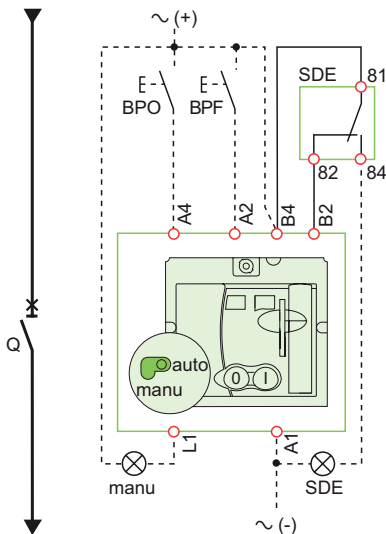 ∼ (+)
81
SDE
BPO
BPF
82
84
A4
A2
B4
B2
Q
auto
manu
0
I
L1
A1
manu
SDE
∼ (-)